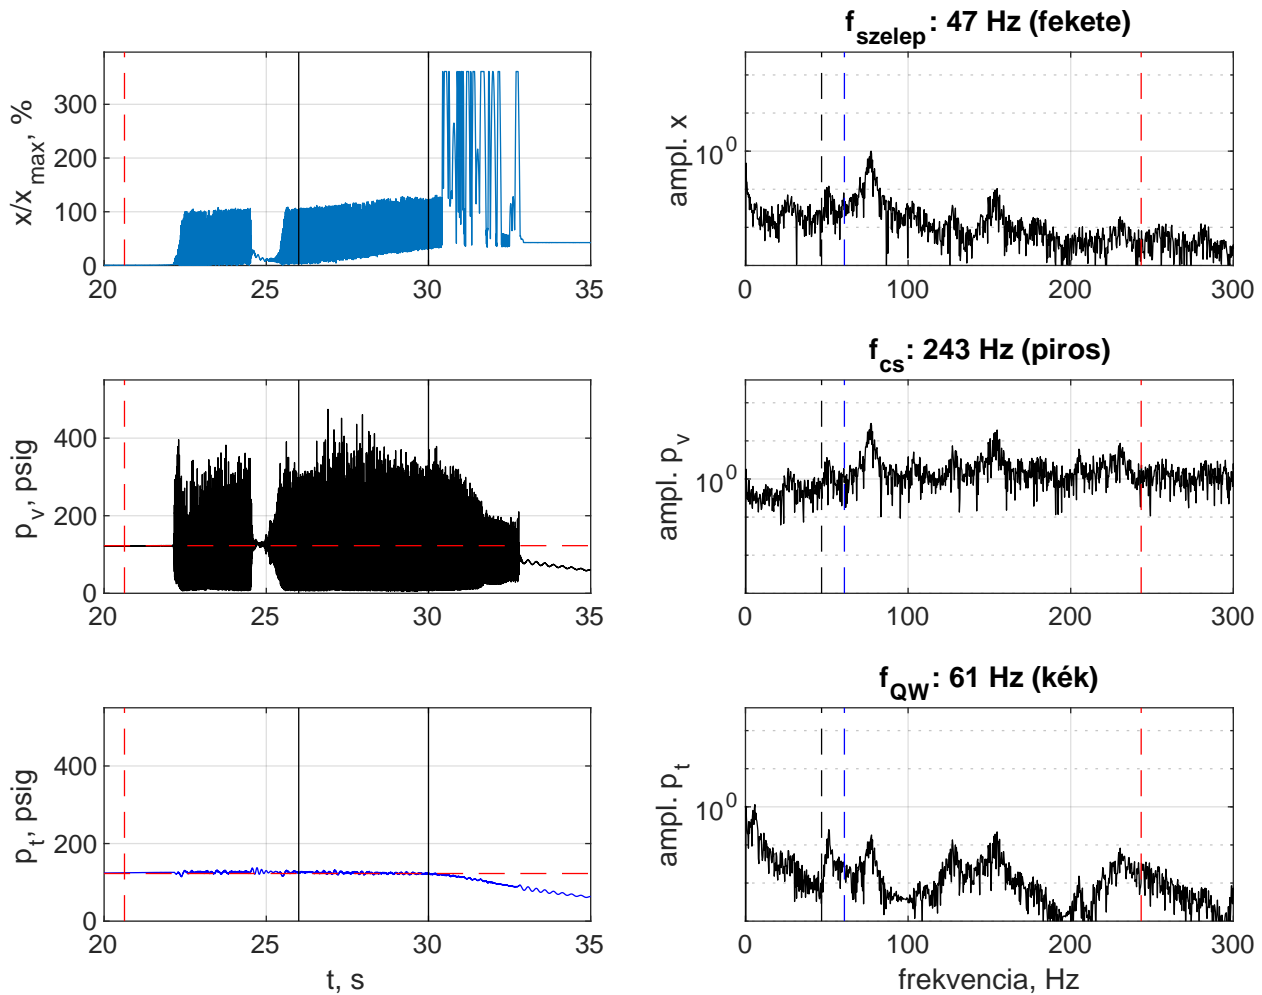 x/x_max, %
300
200
100
0
20 25 30 35
f_szelep: 47 Hz (fekete)
ampl. x
10^0
0 100 200 300
p_v, psig
400
200
0
20 25 30 35
f_cs: 243 Hz (piros)
ampl. p_v
10^0
0 100 200 300
p_t, psig
400
200
0
20 25 30 35
t, s
f_QW: 61 Hz (kék)
ampl. p_t
10^0
0 100 200 300
frekvencia, Hz